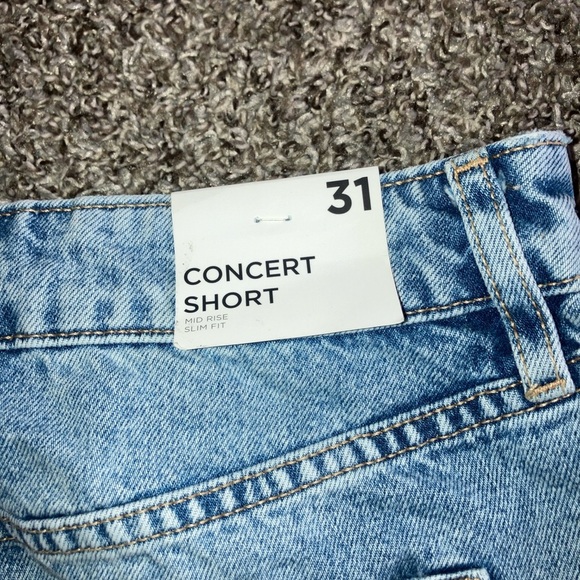 31
CONCERT
SHORT
MID RISE
SLIM FIT